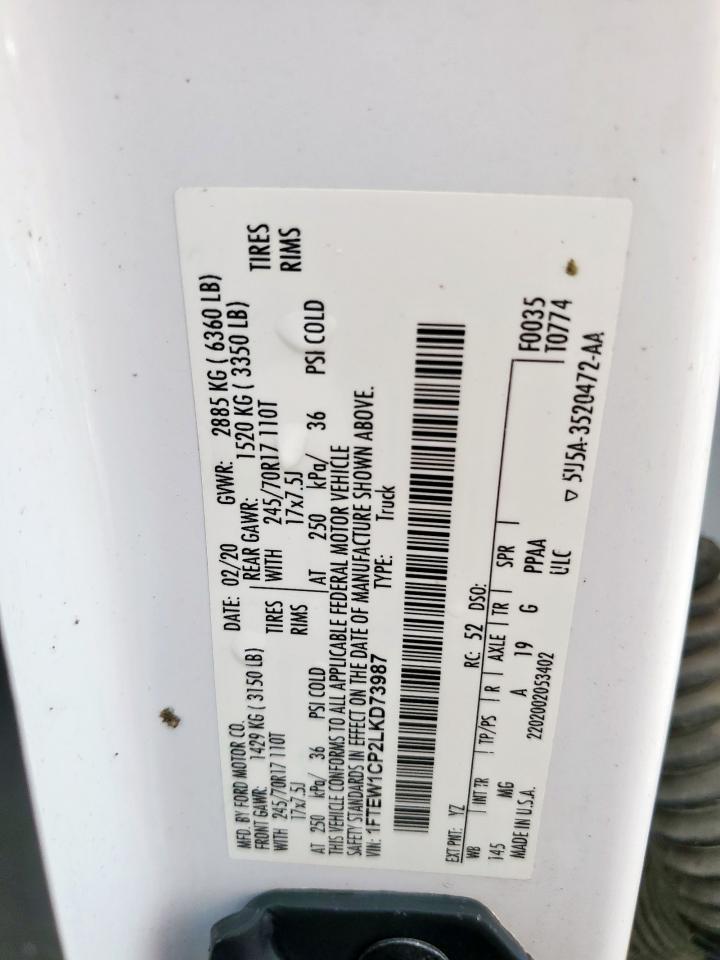 MFD. BY FORD MOTOR CO.
DATE: 02/20 GVWR: 2885 KG ( 6360 LB)
FRONT GAWR: 1429 KG ( 3150 LB) REAR GAWR: 1520 KG ( 3350 LB)
WITH 245/70R17 110T TIRES WITH 245/70R17 110T TIRES
17x7.5J RIMS 17x7.5J RIMS
AT 250 kPa/ 36 PSI COLD AT 250 kPa/ 36 PSI COLD
THIS VEHICLE CONFORMS TO ALL APPLICABLE FEDERAL MOTOR VEHICLE
SAFETY STANDARDS IN EFFECT ON THE DATE OF MANUFACTURE SHOWN ABOVE.
VIN: 1FTEW1CP2LKD73987 TYPE: Truck
F0035
T0774
EXT PNT: YZ RC: 52 DSO:
WB INT TR TP/PS R AXLE TR SPR
145 MG A 19 G PPAA
MADE IN U.S.A. 2202002053402 ULC
▽ 5U5A-3520472-AA